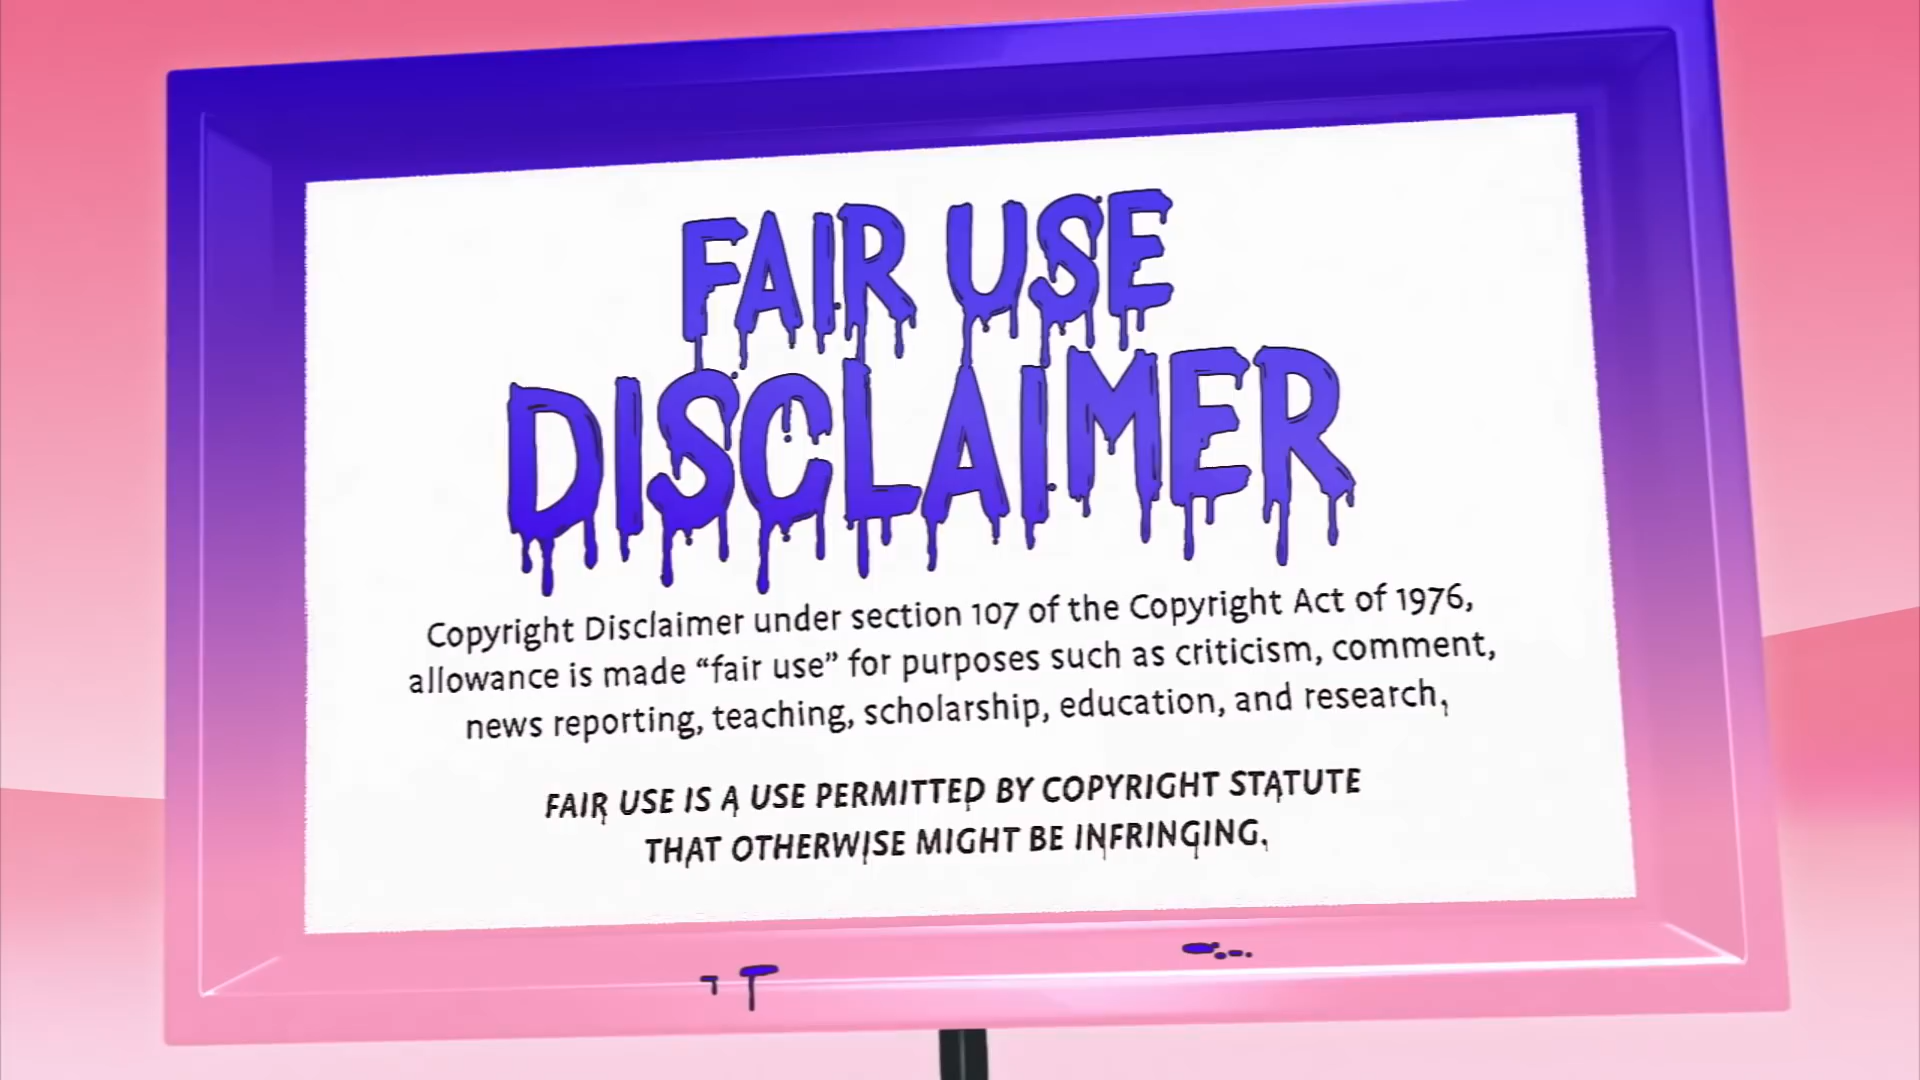 FAIR USE
DISCLAIMER
Copyright Disclaimer under section 107 of the Copyright Act of 1976,
allowance is made “fair use” for purposes such as criticism, comment,
news reporting, teaching, scholarship, education, and research,
FAIR USE IS A USE PERMITTED BY COPYRIGHT STATUTE
THAT OTHERWISE MIGHT BE INFRINGING.